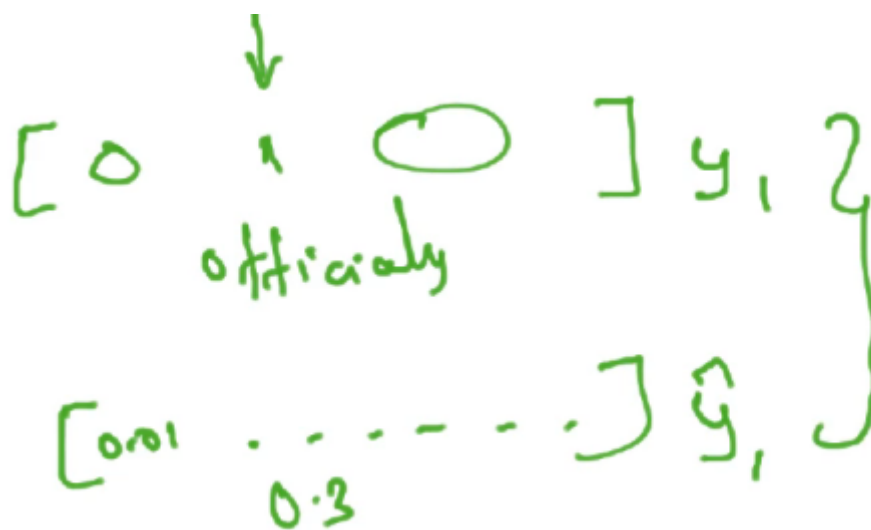 [ 0 1 0 ] y₁
officialy
[0.01 . - - - - - ] ŷ₁
0.3